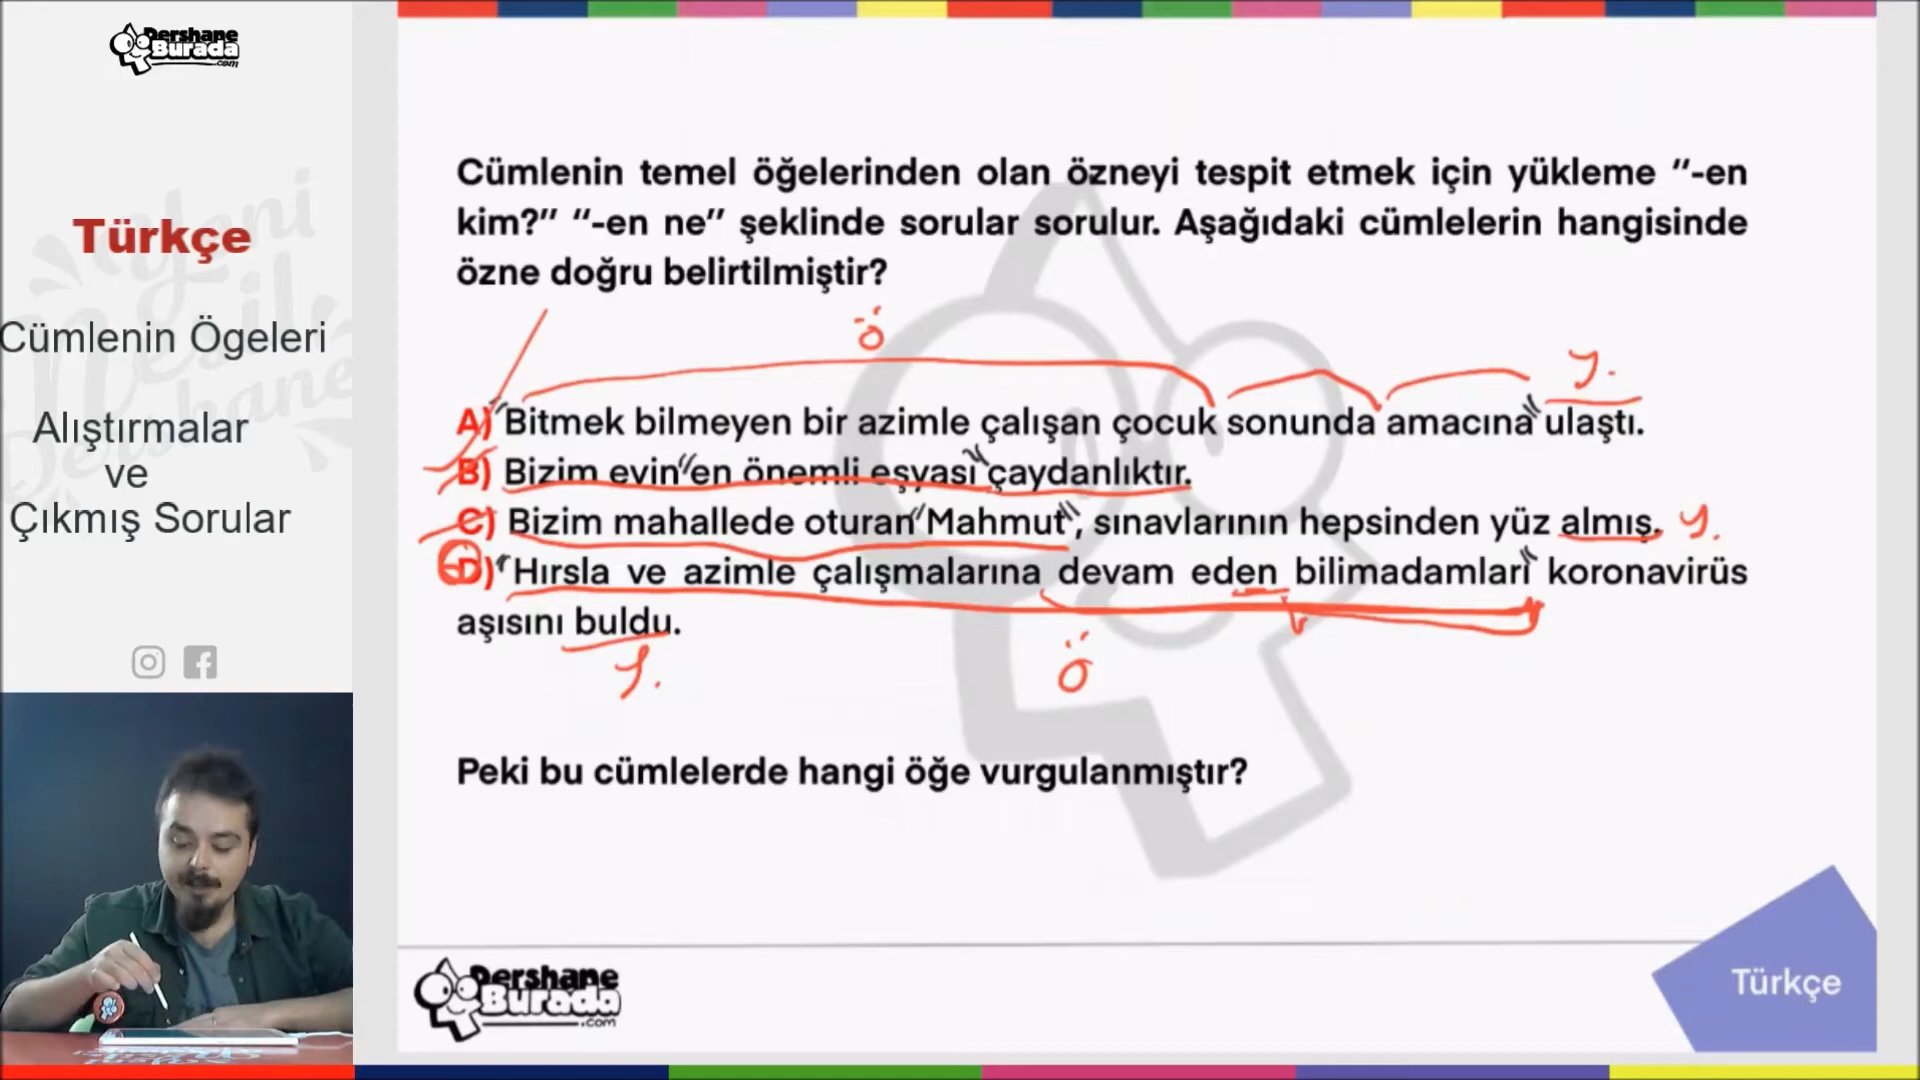 Dershane
Burada
.com
Türkçe
Cümlenin Ögeleri
Alıştırmalar
ve
Çıkmış Sorular
Cümlenin temel öğelerinden olan özneyi tespit etmek için yükleme “-en
kim?” “-en ne” şeklinde sorular sorulur. Aşağıdaki cümlelerin hangisinde
özne doğru belirtilmiştir?
ö
y.
A) "Bitmek bilmeyen bir azimle çalışan çocuk sonunda amacına" ulaştı.
B) Bizim evin "en önemli eşyası" çaydanlıktır.
C) Bizim mahallede oturan "Mahmut", sınavlarının hepsinden yüz almış. y.
D) "Hırsla ve azimle çalışmalarına devam eden bilimadamları" koronavirüs
aşısını buldu.
y.
ö
Peki bu cümlelerde hangi öğe vurgulanmıştır?
Dershane
Burada
.com
Türkçe